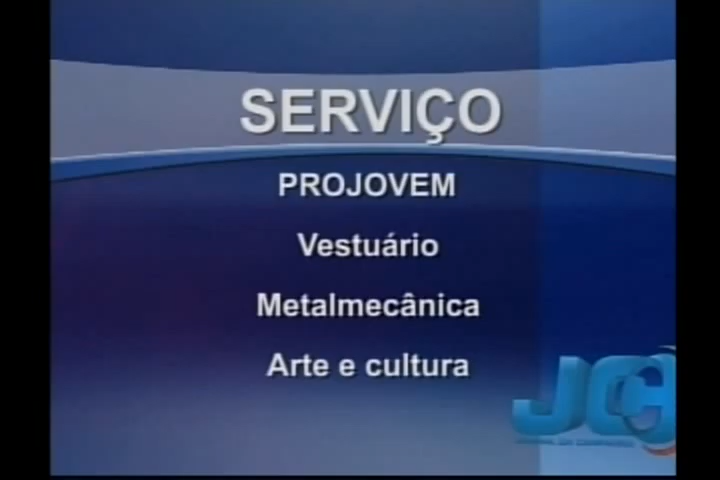 SERVIÇO
PROJOVEM
Vestuário
Metalmecânica
Arte e cultura
JC